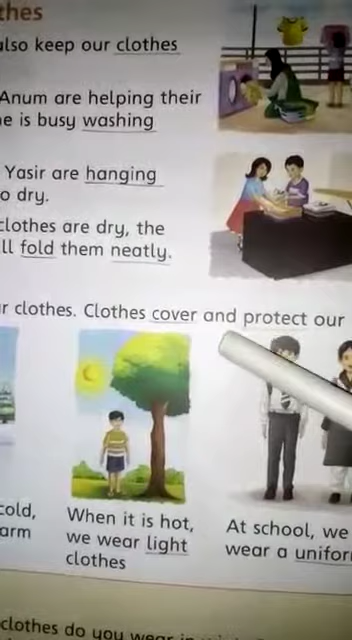 thes
also keep our clothes
Anum are helping their
e is busy washing
Yasir are hanging
o dry.
clothes are dry, the
ll fold them neatly.
r clothes. Clothes cover and protect our
cold,
arm
When it is hot,
we wear light
clothes
At school, we
wear a unifor
clothes do you wear in